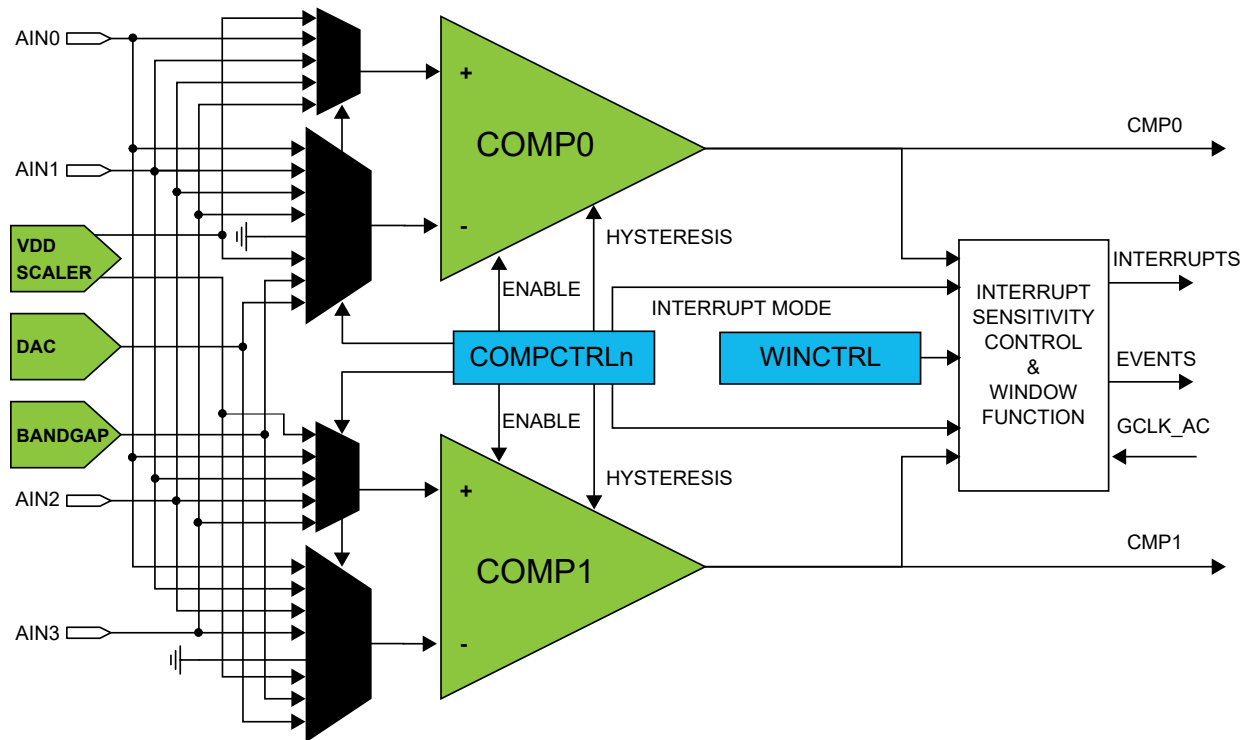 AIN0
+
COMP0
-
CMP0
AIN1
VDD
SCALER
HYSTERESIS
ENABLE
INTERRUPT MODE
INTERRUPT
SENSITIVITY
CONTROL
&
WINDOW
FUNCTION
INTERRUPTS
DAC
COMPCTRLn
WINCTRL
EVENTS
BANDGAP
ENABLE
GCLK_AC
HYSTERESIS
AIN2
+
COMP1
-
CMP1
AIN3